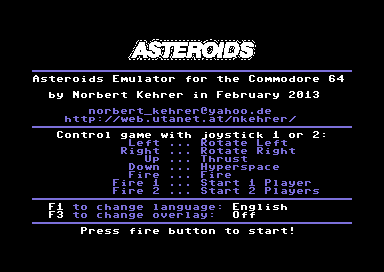 ASTEROIDS
Asteroids Emulator for the Commodore 64
by Norbert Kehrer in February 2013
norbert_kehrer@yahoo.de
http://web.utanet.at/nkehrer/
Control game with joystick 1 or 2:
Left ... Rotate Left
Right ... Rotate Right
Up ... Thrust
Down ... Hyperspace
Fire ... Fire
Fire 1 ... Start 1 Player
Fire 2 ... Start 2 Players
F1 to change language: English
F3 to change overlay: Off
Press fire button to start!